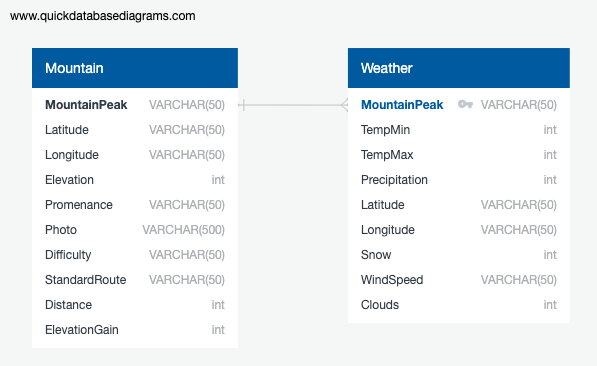 www.quickdatabasediagrams.com
Mountain
MountainPeak VARCHAR(50)
Latitude VARCHAR(50)
Longitude VARCHAR(50)
Elevation int
Promenance VARCHAR(50)
Photo VARCHAR(500)
Difficulty VARCHAR(50)
StandardRoute VARCHAR(50)
Distance int
ElevationGain int
Weather
MountainPeak VARCHAR(50)
TempMin int
TempMax int
Precipitation int
Latitude VARCHAR(50)
Longitude VARCHAR(50)
Snow int
WindSpeed VARCHAR(50)
Clouds int